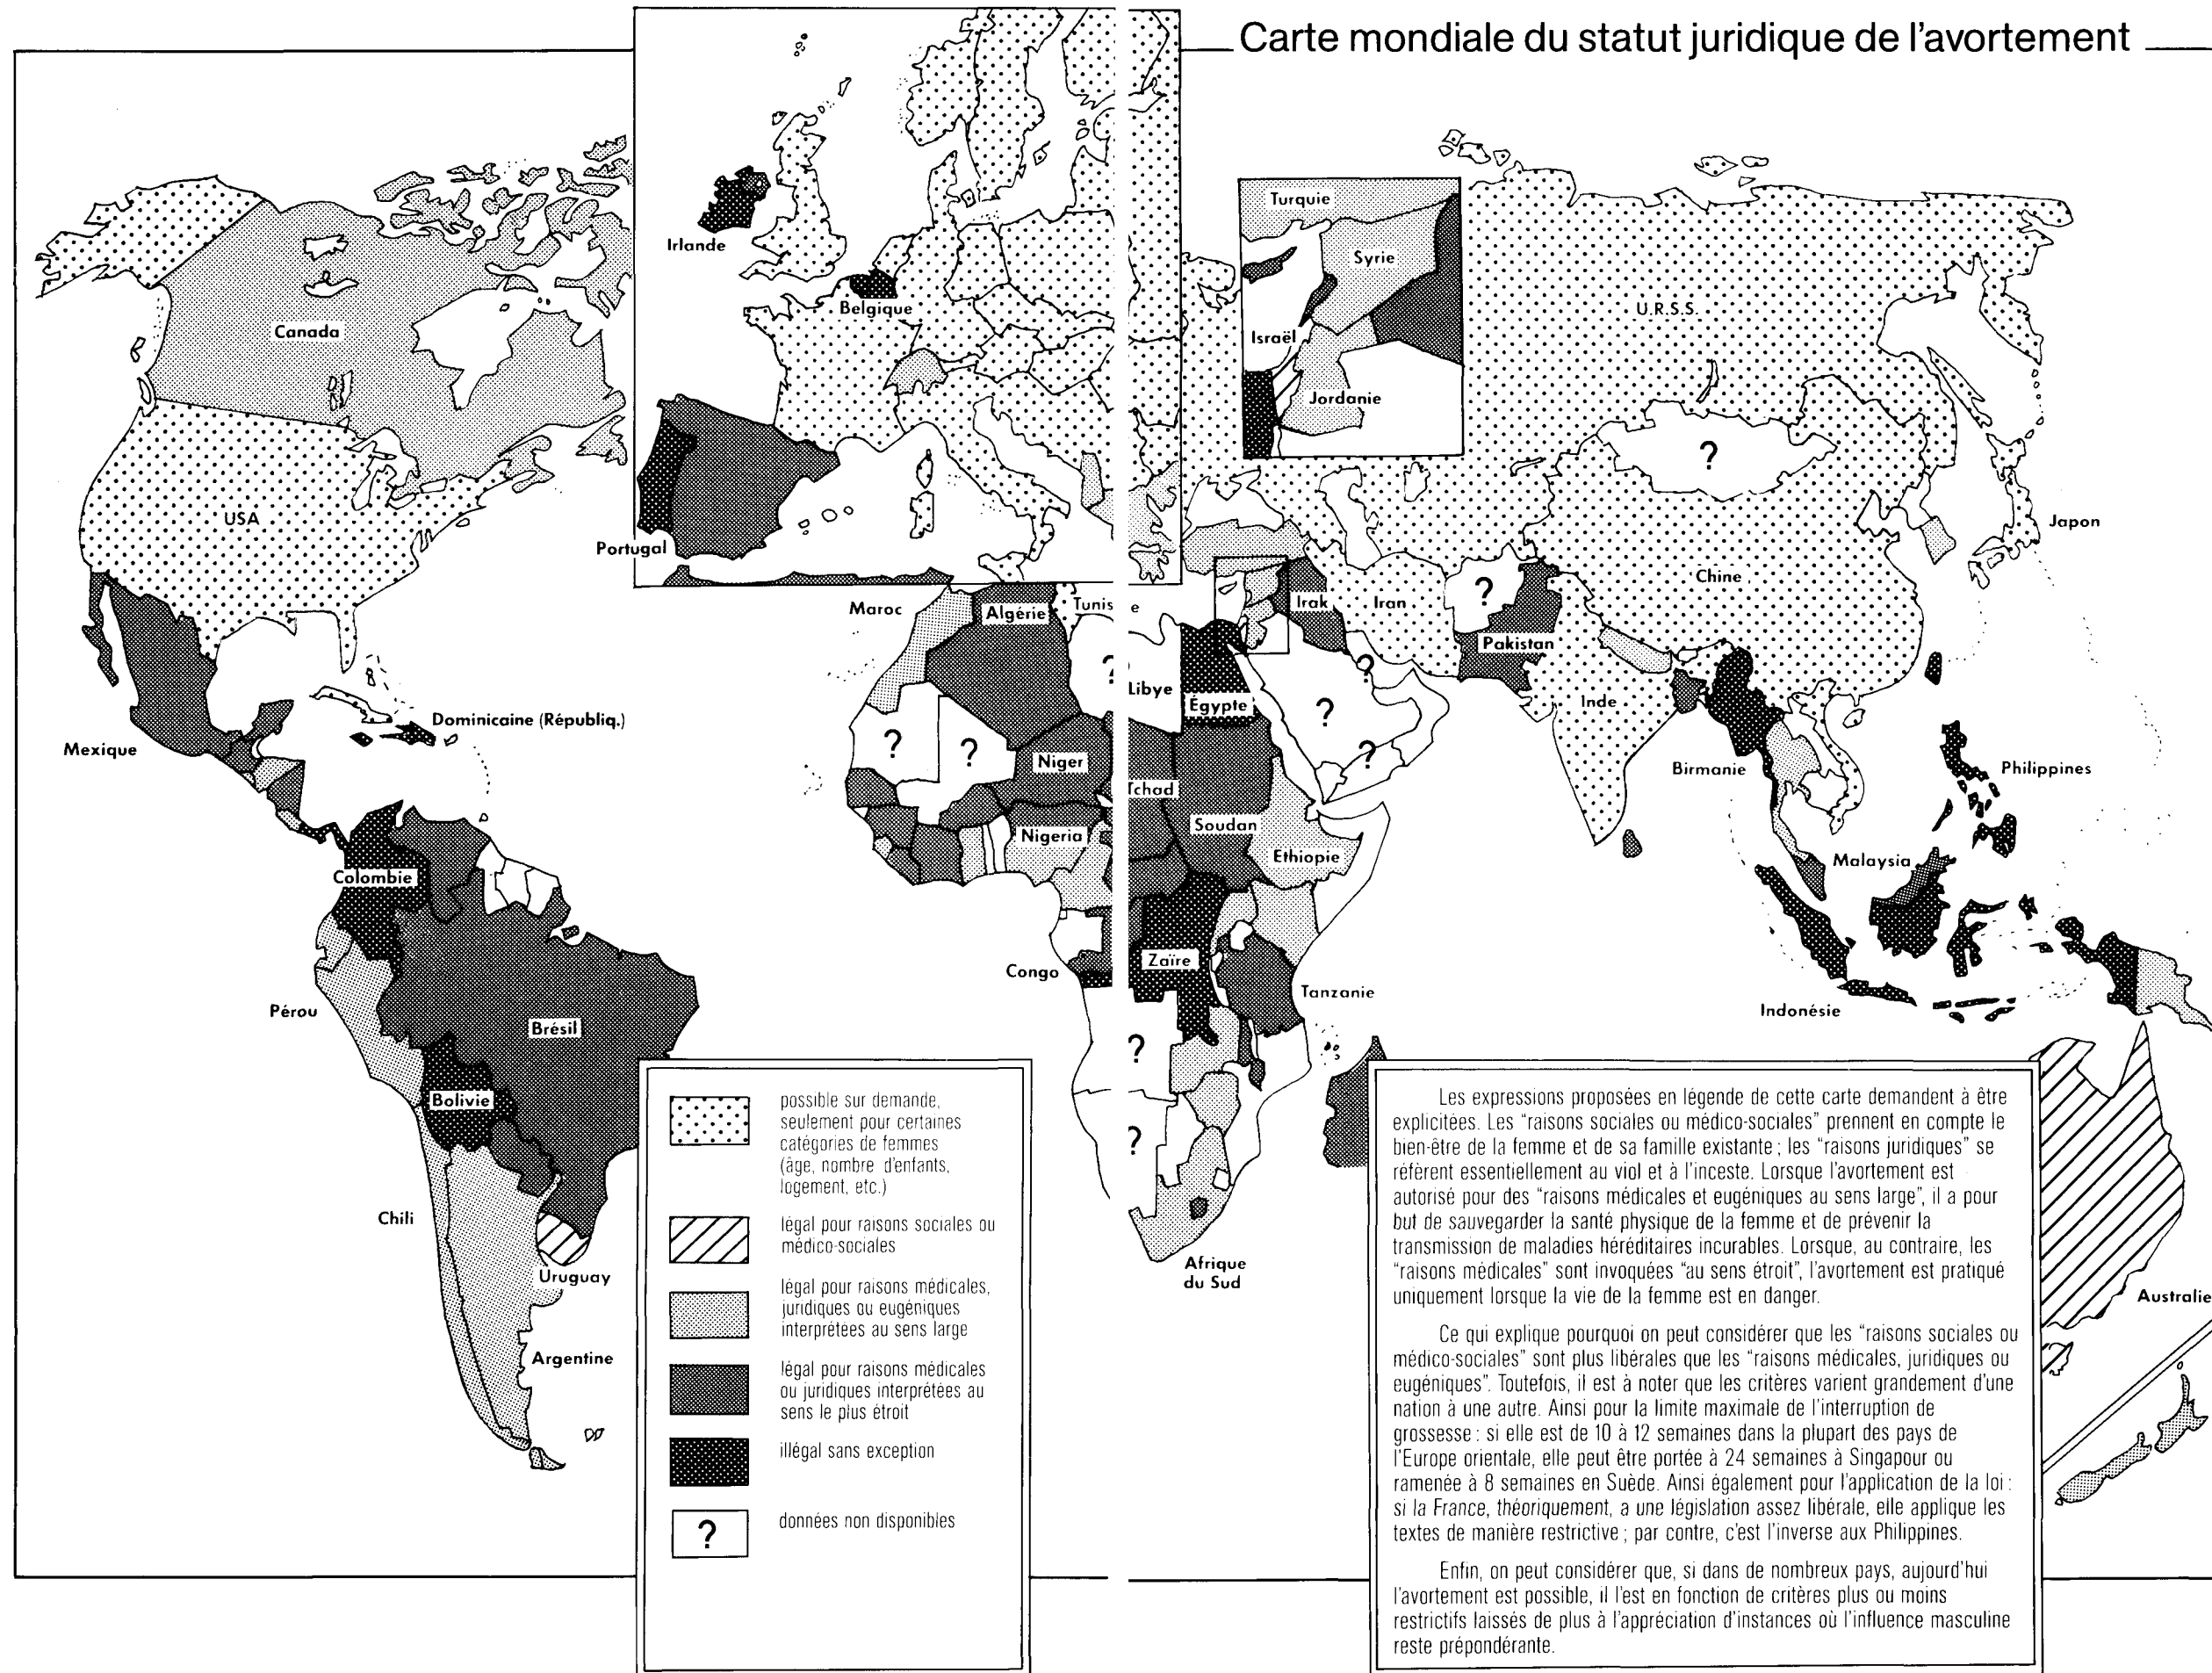 Carte mondiale du statut juridique de l'avortement
Irlande
Belgique
Portugal
Turquie
Syrie
Israël
Jordanie
Canada
USA
U.R.S.S.
?
Japon
Chine
Maroc
Algérie
Tunis e
Irak
Iran
?
Pakistan
?
Libye
Égypte
?
?
?
Inde
Dominicaine (Républiq.)
Mexique
?
?
Niger
Tchad
Birmanie
Philippines
Nigeria
Soudan
Ethiopie
Malaysia
Colombie
Congo
Zaïre
Tanzanie
Indonésie
Pérou
Brésil
?
Bolivie
?
Chili
Uruguay
Afrique
du Sud
Argentine
Australie
possible sur demande,
seulement pour certaines
catégories de femmes
(âge, nombre d'enfants,
logement, etc.)
légal pour raisons sociales ou
médico-sociales
légal pour raisons médicales,
juridiques ou eugéniques
interprétées au sens large
légal pour raisons médicales
ou juridiques interprétées au
sens le plus étroit
illégal sans exception
?
données non disponibles
Les expressions proposées en légende de cette carte demandent à être
explicitées. Les "raisons sociales ou médico-sociales" prennent en compte le
bien-être de la femme et de sa famille existante ; les "raisons juridiques" se
réfèrent essentiellement au viol et à l'inceste. Lorsque l'avortement est
autorisé pour des "raisons médicales et eugéniques au sens large", il a pour
but de sauvegarder la santé physique de la femme et de prévenir la
transmission de maladies héréditaires incurables. Lorsque, au contraire, les
"raisons médicales" sont invoquées "au sens étroit", l'avortement est pratiqué
uniquement lorsque la vie de la femme est en danger.
Ce qui explique pourquoi on peut considérer que les "raisons sociales ou
médico-sociales" sont plus libérales que les "raisons médicales, juridiques ou
eugéniques". Toutefois, il est à noter que les critères varient grandement d'une
nation à une autre. Ainsi pour la limite maximale de l'interruption de
grossesse : si elle est de 10 à 12 semaines dans la plupart des pays de
l'Europe orientale, elle peut être portée à 24 semaines à Singapour ou
ramenée à 8 semaines en Suède. Ainsi également pour l'application de la loi :
si la France, théoriquement, a une législation assez libérale, elle applique les
textes de manière restrictive ; par contre, c'est l'inverse aux Philippines.
Enfin, on peut considérer que, si dans de nombreux pays, aujourd'hui
l'avortement est possible, il l'est en fonction de critères plus ou moins
restrictifs laissés de plus à l'appréciation d'instances où l'influence masculine
reste prépondérante.